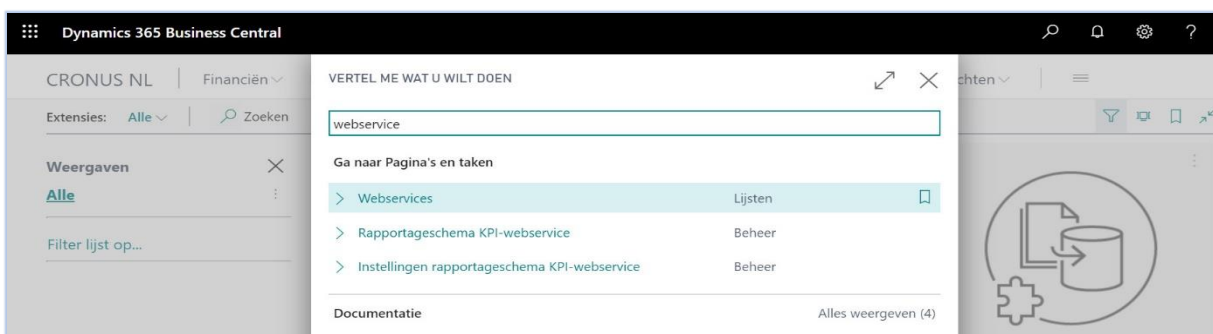 Dynamics 365 Business Central
CRONUS NL Financiën chten
Extensies: Alle Zoeken
Weergaven
Alle
Filter lijst op...
VERTEL ME WAT U WILT DOEN
webservice
Ga naar Pagina's en taken
Webservices Lijsten
Rapportageschema KPI-webservice Beheer
Instellingen rapportageschema KPI-webservice Beheer
Documentatie Alles weergeven (4)